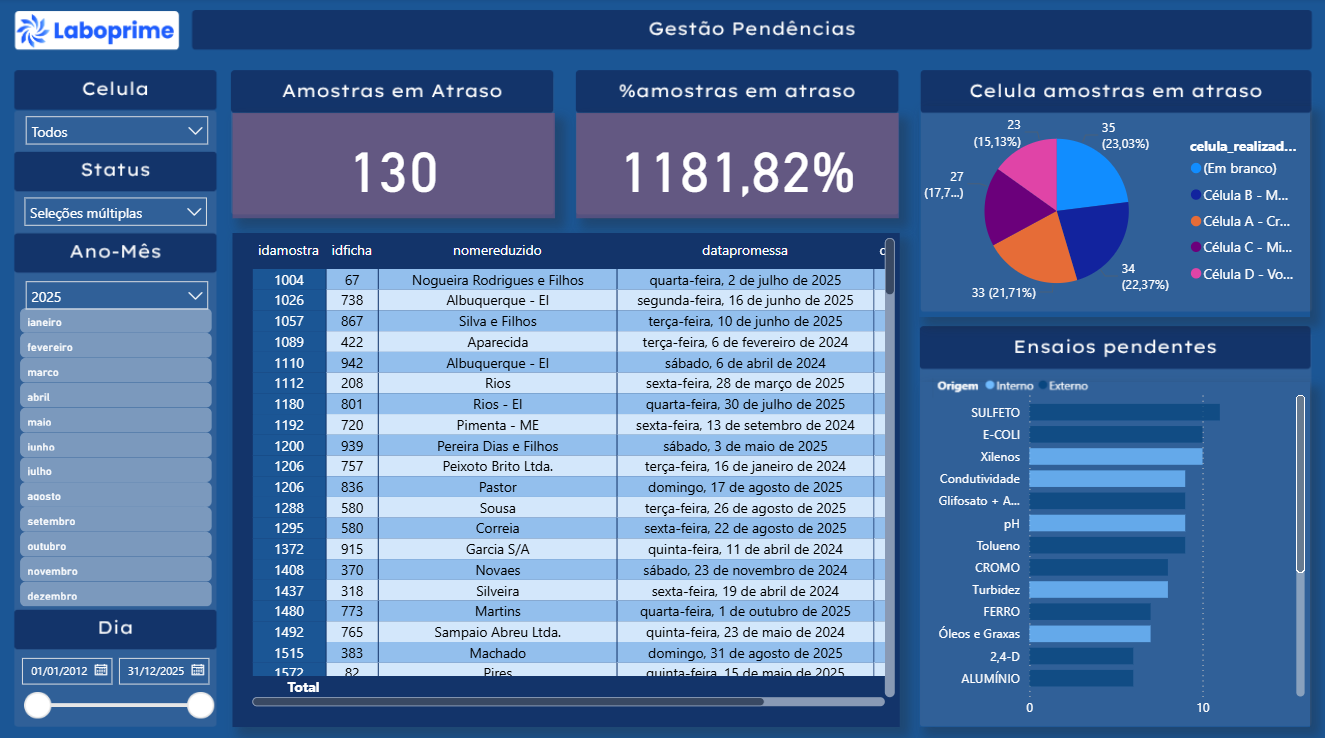 Laboprime
Gestão Pendências
Celula
Todos
Status
Seleções múltiplas
Ano-Mês
2025
janeiro
fevereiro
março
abril
maio
junho
julho
agosto
setembro
outubro
novembro
dezembro
Dia
01/01/2012 31/12/2025
Amostras em Atraso
130
%amostras em atraso
1181,82%
idamostra idficha nomereduzido datapromessa
1004 67 Nogueira Rodrigues e Filhos quarta-feira, 2 de julho de 2025
1026 738 Albuquerque - EI segunda-feira, 16 de junho de 2025
1057 867 Silva e Filhos terça-feira, 10 de junho de 2025
1089 422 Aparecida terça-feira, 6 de fevereiro de 2024
1110 942 Albuquerque - EI sábado, 6 de abril de 2024
1112 208 Rios sexta-feira, 28 de março de 2025
1180 801 Rios - EI quarta-feira, 30 de julho de 2025
1192 720 Pimenta - ME sexta-feira, 13 de setembro de 2024
1200 939 Pereira Dias e Filhos sábado, 3 de maio de 2025
1206 757 Peixoto Brito Ltda. terça-feira, 16 de janeiro de 2024
1206 836 Pastor domingo, 17 de agosto de 2025
1288 580 Sousa terça-feira, 26 de agosto de 2025
1295 580 Correia sexta-feira, 22 de agosto de 2025
1372 915 Garcia S/A quinta-feira, 11 de abril de 2024
1408 370 Novaes sábado, 23 de novembro de 2024
1437 318 Silveira sexta-feira, 19 de abril de 2024
1480 773 Martins quarta-feira, 1 de outubro de 2025
1492 765 Sampaio Abreu Ltda. quinta-feira, 23 de maio de 2024
1515 383 Machado domingo, 31 de agosto de 2025
1572 82 Pires quinta-feira, 15 de maio de 2025
Total
Celula amostras em atraso
23
(15,13%)
35
(23,03%)
27
(17,7...)
34
(22,37%)
33 (21,71%)
celula_realizad...
(Em branco)
Célula B - M...
Célula A - Cr...
Célula C - Mi...
Célula D - Vo...
Ensaios pendentes
Origem Interno Externo
SULFETO
E-COLI
Xilenos
Condutividade
Glifosato + A...
pH
Tolueno
CROMO
Turbidez
FERRO
Óleos e Graxas
2,4-D
ALUMÍNIO
0 10